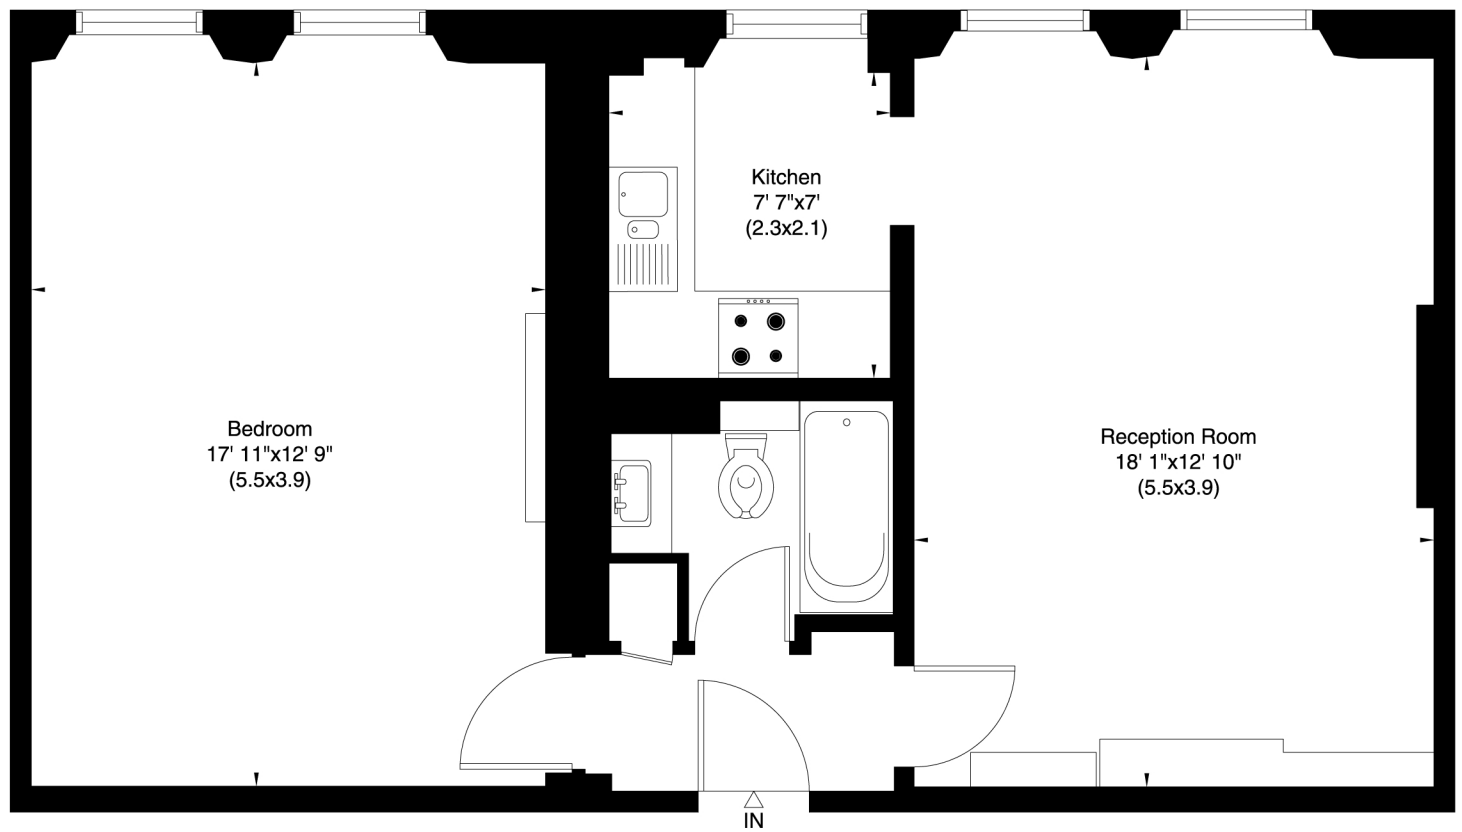 Kitchen
7' 7"x7'
(2.3x2.1)
Bedroom
17' 11"x12' 9"
(5.5x3.9)
Reception Room
18' 1"x12' 10"
(5.5x3.9)
IN